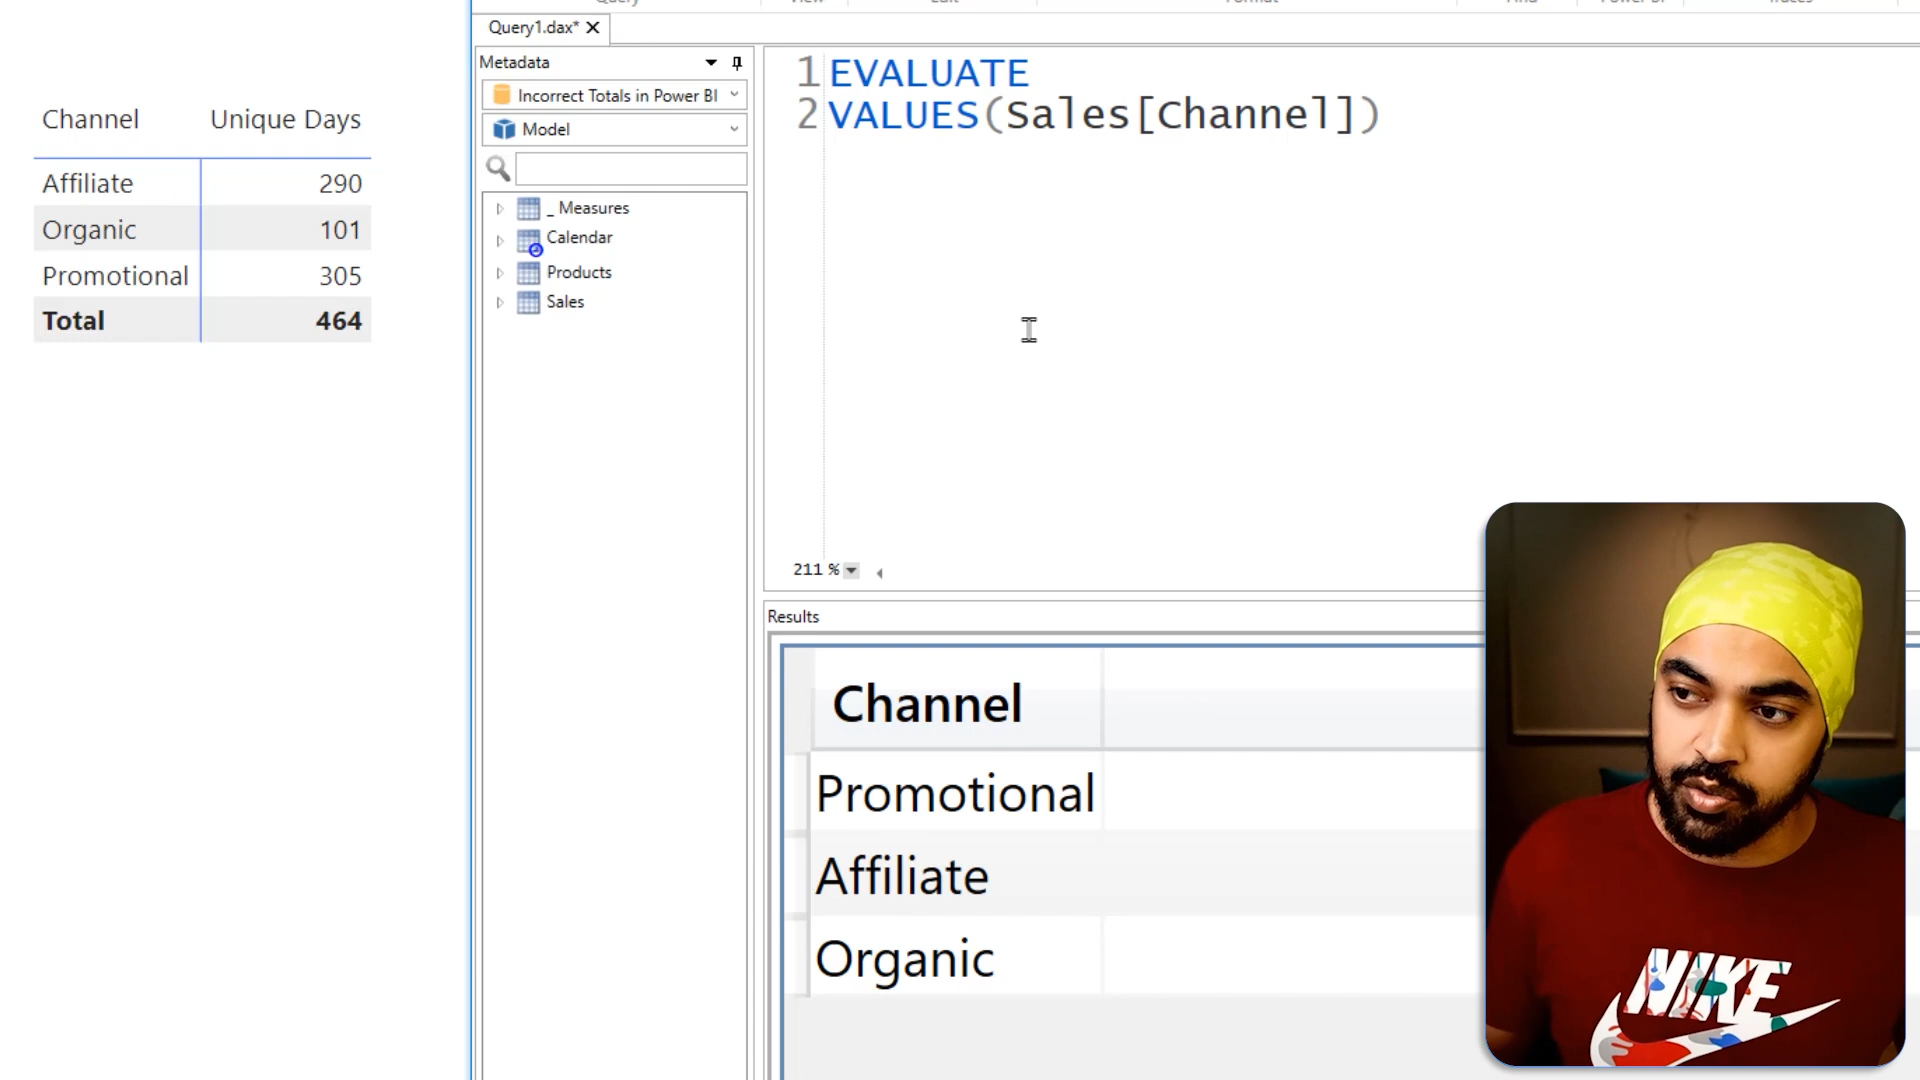 Query1.dax*
Metadata
Incorrect Totals in Power BI
Model
_ Measures
Calendar
Products
Sales
Channel Unique Days
Affiliate 290
Organic 101
Promotional 305
Total 464
1 EVALUATE
2 VALUES(Sales[Channel])
211 %
Results
Channel
Promotional
Affiliate
Organic
NIKE